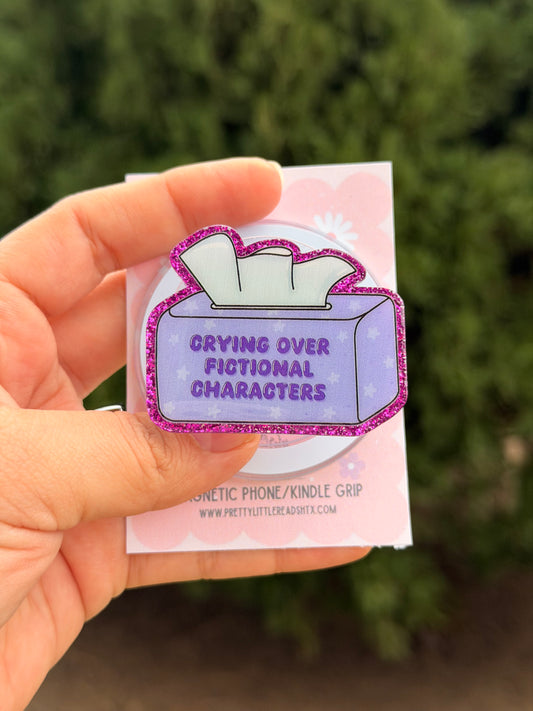 CRYING OVER
FICTIONAL
CHARACTERS
GNETIC PHONE/KINDLE GRIP
WWW.PRETTYLITTLEREADSHTX.COM